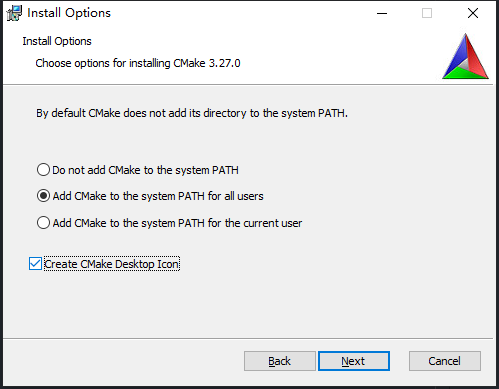 Install Options
Install Options
Choose options for installing CMake 3.27.0
By default CMake does not add its directory to the system PATH.
Do not add CMake to the system PATH
Add CMake to the system PATH for all users
Add CMake to the system PATH for the current user
Create CMake Desktop Icon
Back Next Cancel